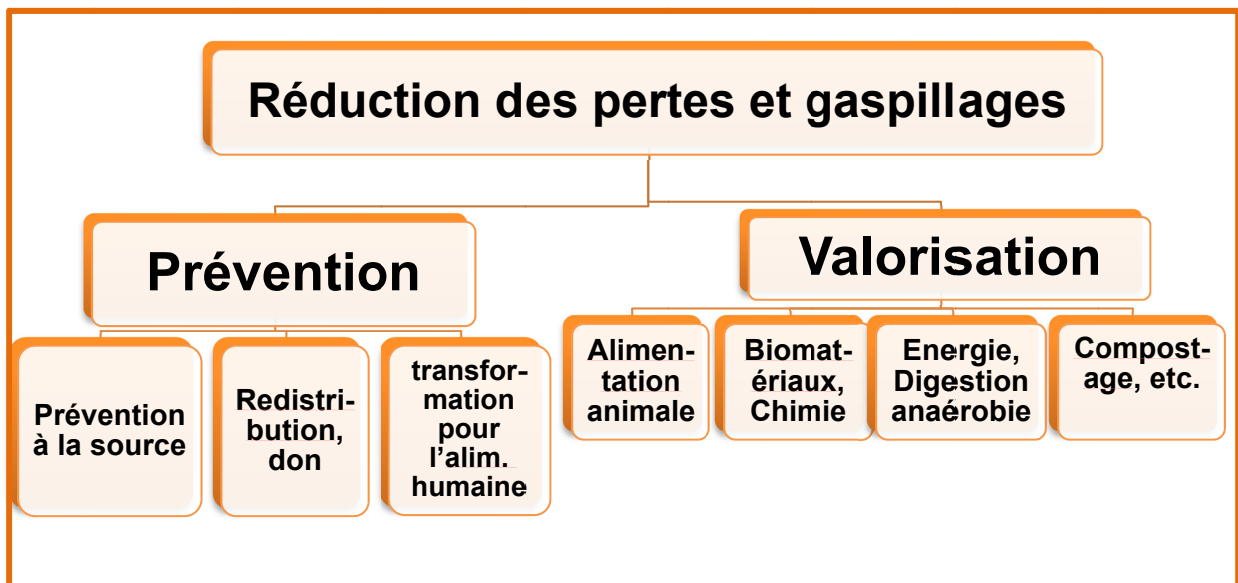 Réduction des pertes et gaspillages
Prévention
Valorisation
Prévention
à la source
Redistri-
bution,
don
transfor-
mation
pour
l’alim.
humaine
Alimen-
tation
animale
Biomat-
ériaux,
Chimie
Energie,
Digestion
anaérobie
Compost-
age, etc.